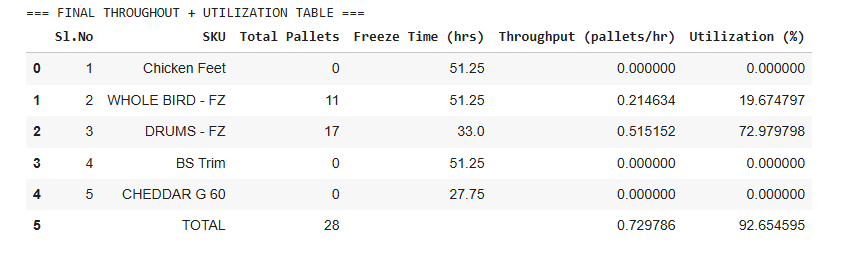 === FINAL THROUGHOUT + UTILIZATION TABLE ===
Sl.No SKU Total Pallets Freeze Time (hrs) Throughput (pallets/hr) Utilization (%)
0 1 Chicken Feet 0 51.25 0.000000 0.000000
1 2 WHOLE BIRD - FZ 11 51.25 0.214634 19.674797
2 3 DRUMS - FZ 17 33.0 0.515152 72.979798
3 4 BS Trim 0 51.25 0.000000 0.000000
4 5 CHEDDAR G 60 0 27.75 0.000000 0.000000
5 TOTAL 28 0.729786 92.654595